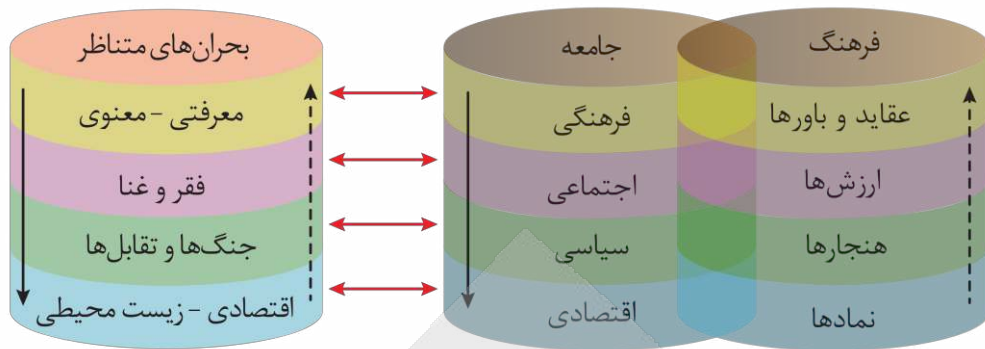 فرهنگ
عقاید و باورها
ارزش‌ها
هنجارها
نمادها
جامعه
فرهنگی
اجتماعی
سیاسی
اقتصادی
بحران‌های متناظر
معرفتی - معنوی
فقر و غنا
جنگ‌ها و تقابل‌ها
اقتصادی - زیست محیطی